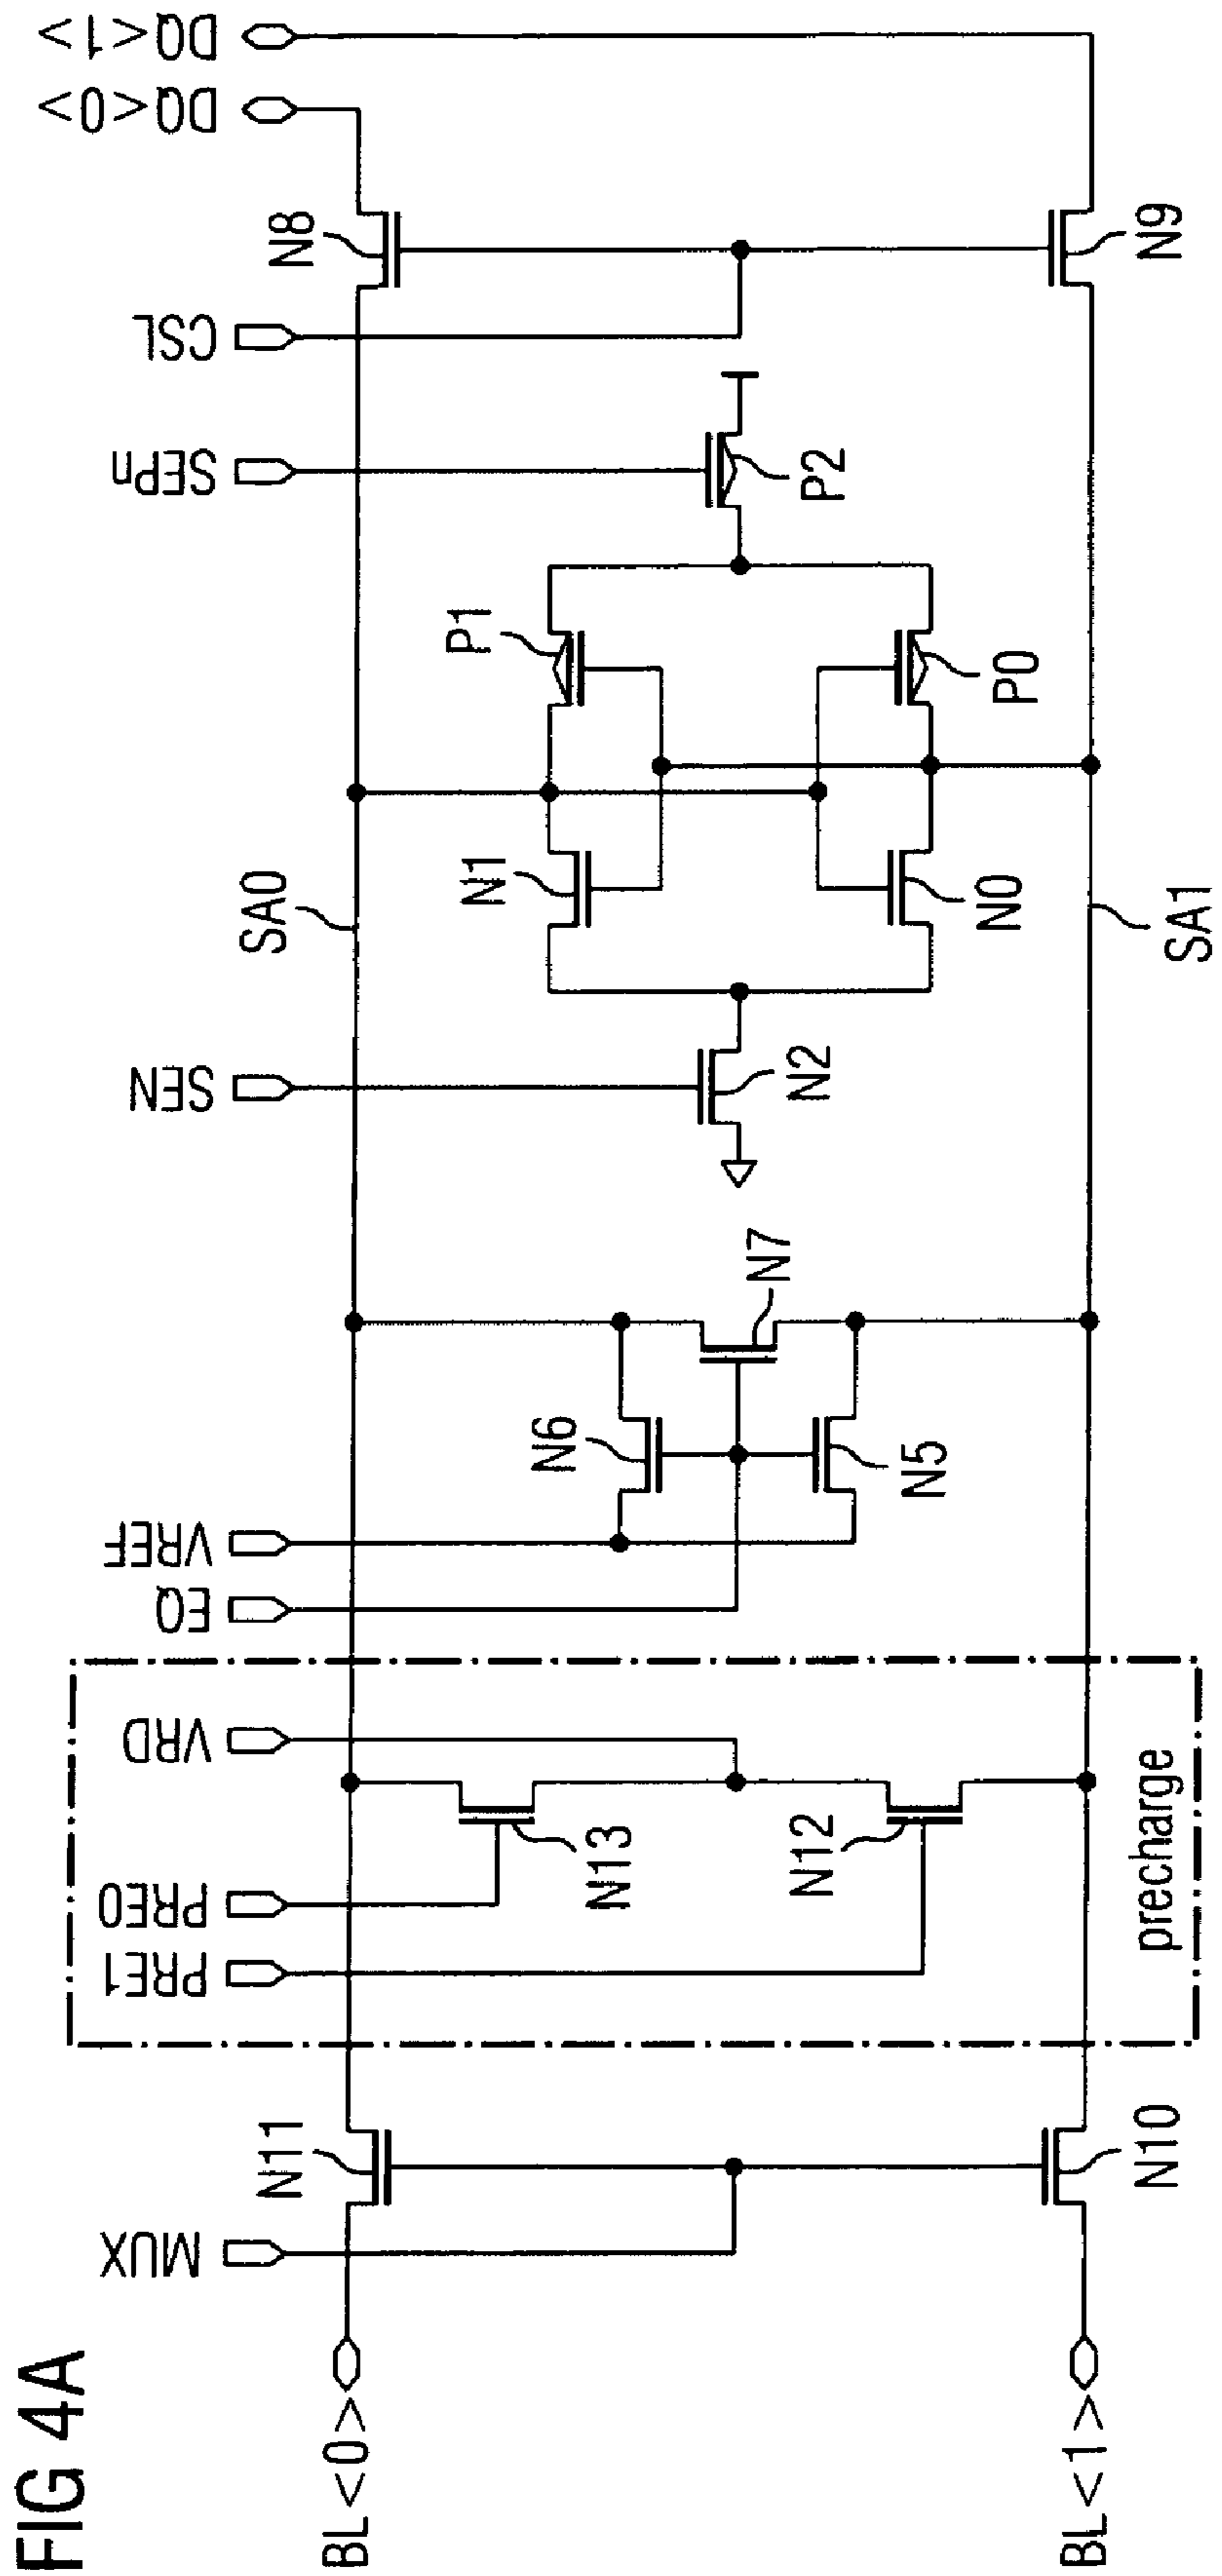 FIG 4A
BL<0>
BL<1>
MUX
N11
N10
PRE1
PRE0
VRD
N13
N12
precharge
EQ
VREF
N6
N5
N7
SEN
N2
SA0
SA1
N1
N0
P1
P0
SEPn
P2
CSL
N8
N9
DQ<0>
DQ<1>